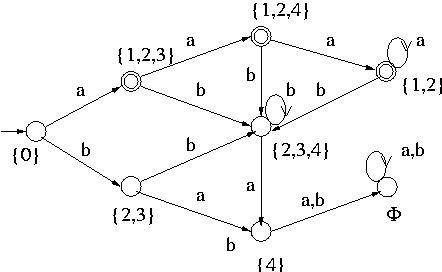 {1,2,4}
a
a
a
{1,2,3}
b
b
b
b
{1,2}
a
{0}
b
b
{2,3,4}
a,b
{2,3}
a
a
a,b
Φ
b
{4}